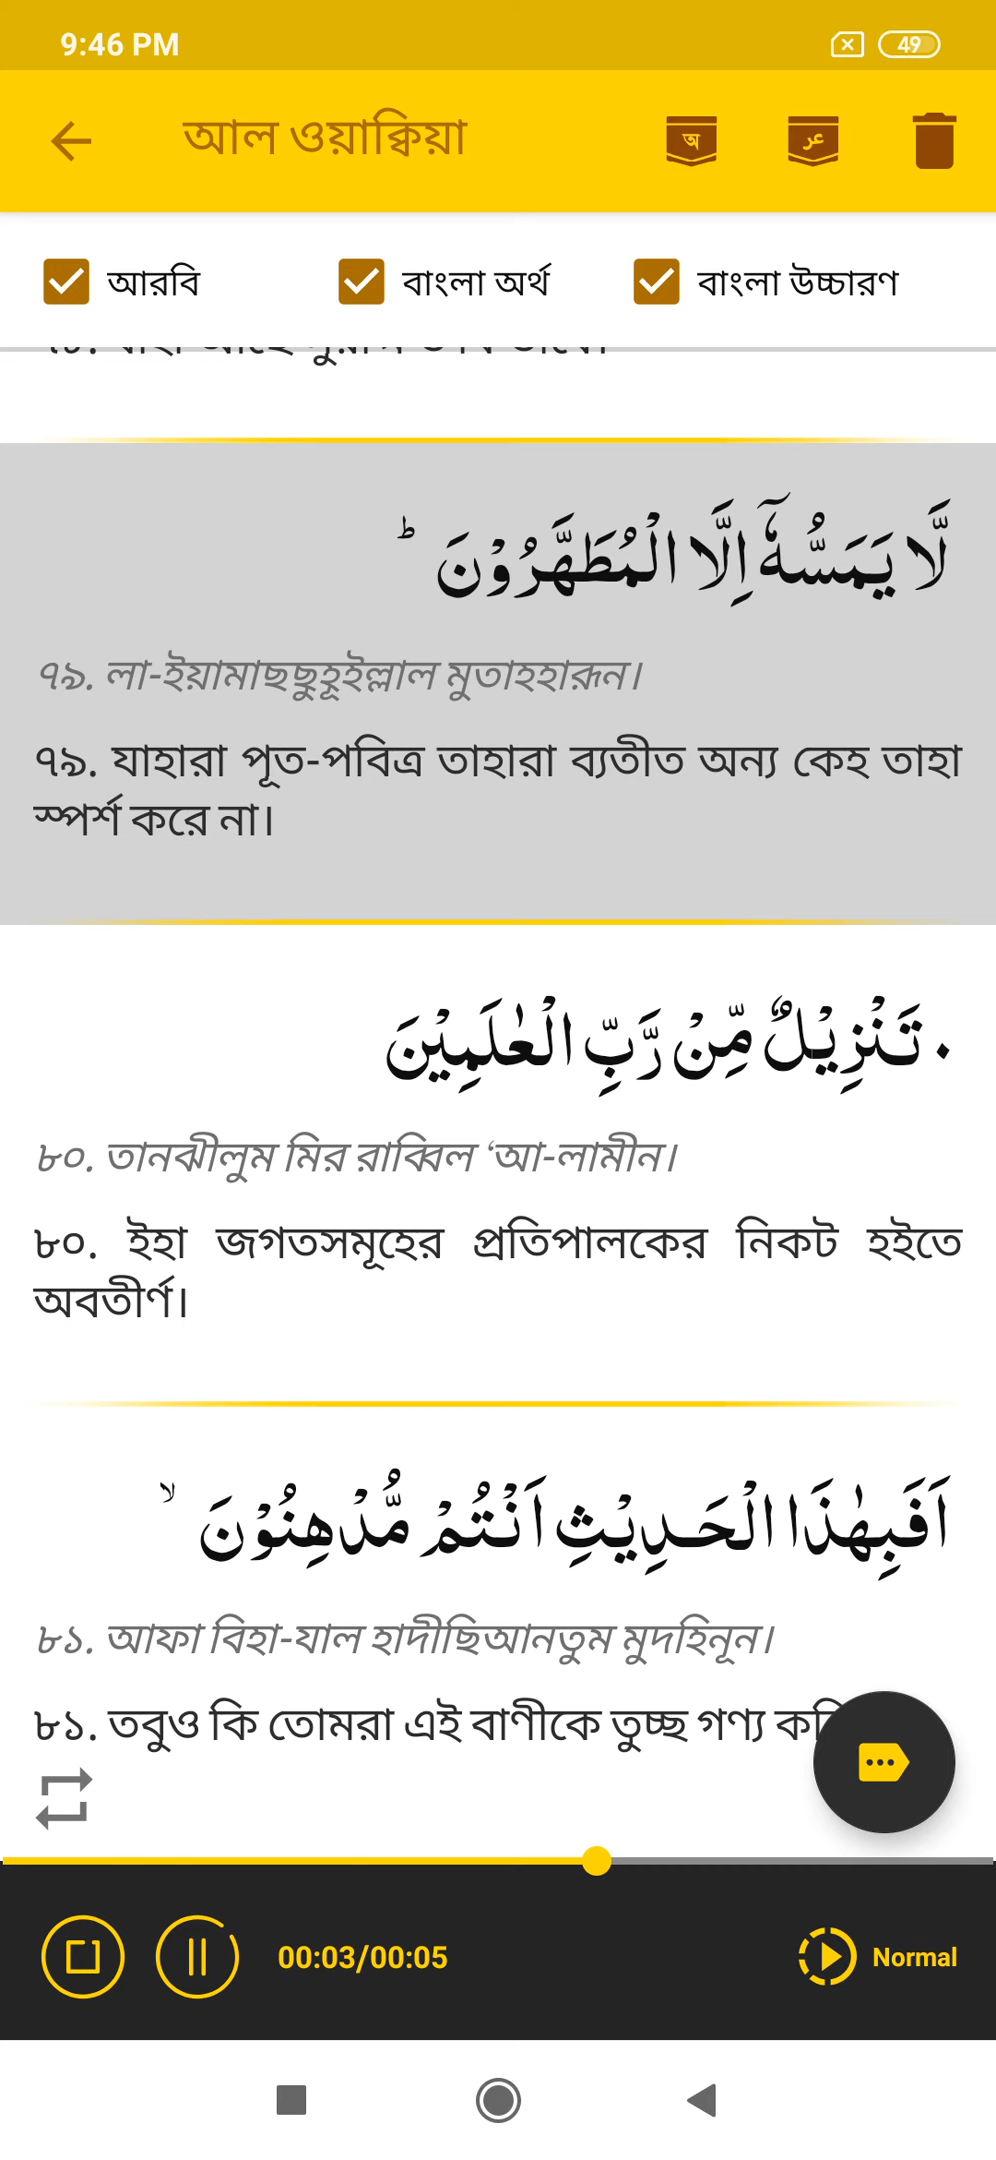 9:46 PM
49
আল ওয়াক্বিয়া
অ
عر
আরবি
বাংলা অর্থ
বাংলা উচ্চারণ
لَّا يَمَسُّهٗٓ اِلَّا الْمُطَهَّرُوْنَ ؕ
৭৯. লা-ইয়ামাছছুহূইল্লাল মুতাহহারূন।
৭৯. যাহারা পূত-পবিত্র তাহারা ব্যতীত অন্য কেহ তাহা
স্পর্শ করে না।
. تَنْزِيْلٌ مِّنْ رَّبِّ الْعٰلَمِيْنَ
৮০. তানঝীলুম মির রাব্বিল ‘আ-লামীন।
৮০. ইহা জগতসমূহের প্রতিপালকের নিকট হইতে
অবতীর্ণ।
اَفَبِهٰذَا الْحَدِيْثِ اَنْتُمْ مُّدْهِنُوْنَ ۙ
৮১. আফা বিহা-যাল হাদীছিআনতুম মুদহিনূন।
৮১. তবুও কি তোমরা এই বাণীকে তুচ্ছ গণ্য
00:03/00:05
Normal